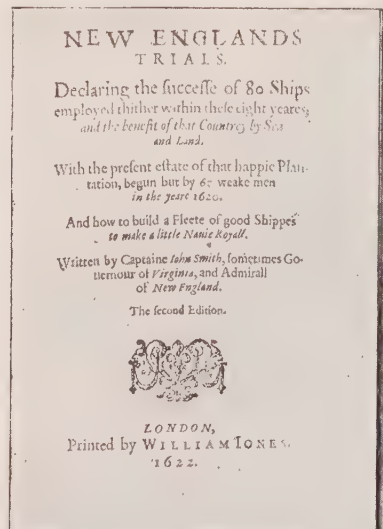 NEW ENGLANDS
TRIALS.
Declaring the ſucceſſe of 80 Ships
employed thither within theſe eight yeares;
and the benefit of that Countrey by Sea
and Land.
With the preſent eſtate of that happie Plan-
tation, begun but by 60 weake men
in the yeare 1620.
And how to build a Fleete of good Shippes
to make a little Nauie Royall.
Written by Captaine Iohn Smith, ſometimes Go-
uernour of Virginia, and Admirall
of New England.
The ſecond Edition.
LONDON,
Printed by WILLIAM IONES.
1622.